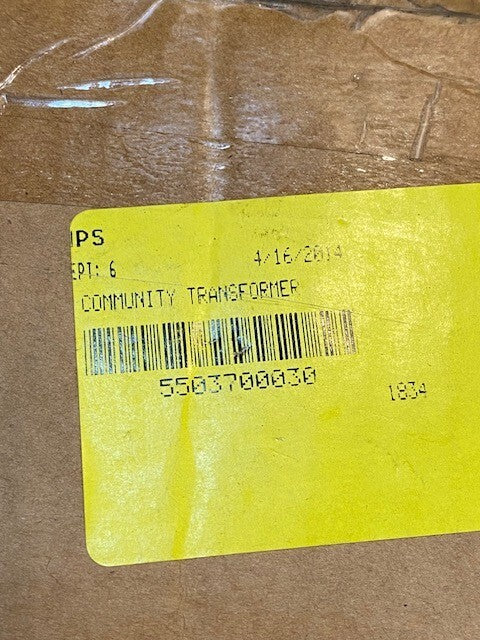 IPS
EPT: 6 4/16/2014
COMMUNITY TRANSFORMER
5503700030
1834